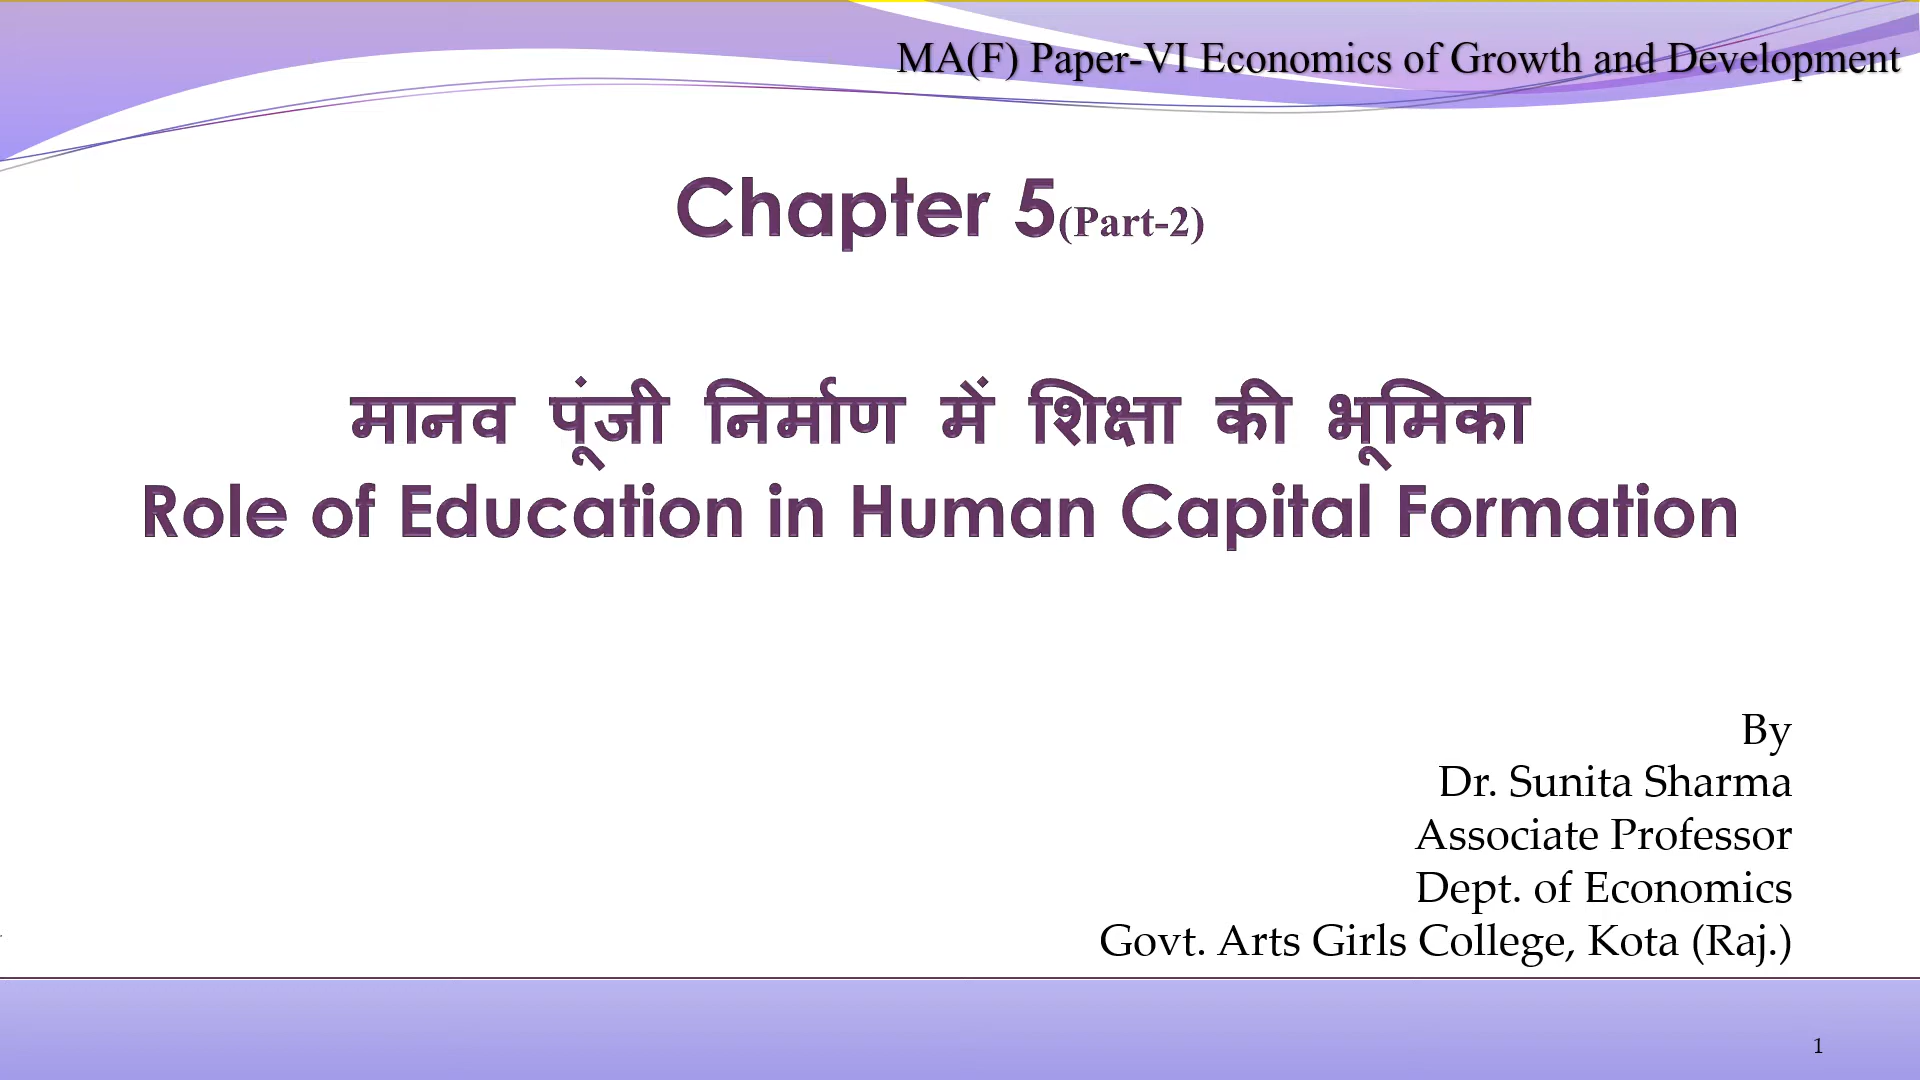 MA(F) Paper-VI Economics of Growth and Development
Chapter 5(Part-2)
मानव पूंजी निर्माण में शिक्षा की भूमिका
Role of Education in Human Capital Formation
By
Dr. Sunita Sharma
Associate Professor
Dept. of Economics
Govt. Arts Girls College, Kota (Raj.)
1